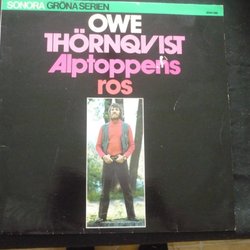 SONORA GRÖNA SERIEN
OWE
THÖRNQVIST
Alptoppens
ros